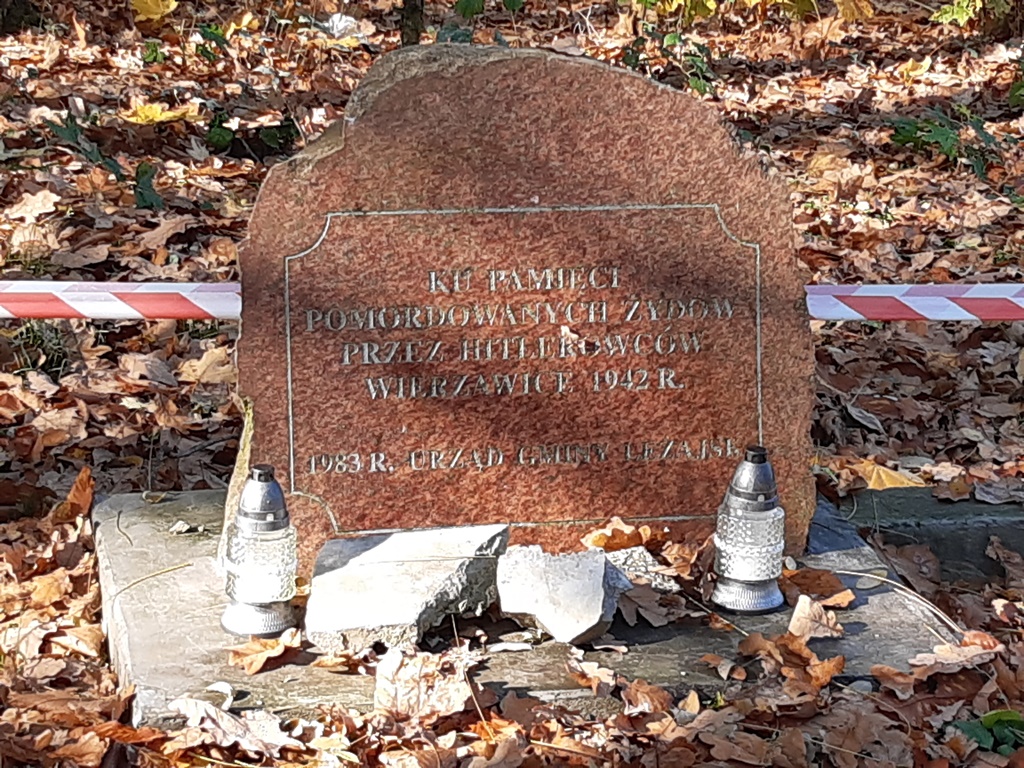 KU PAMIĘCI
POMORDOWANYCH ŻYDÓW
PRZEZ HITLEROWCÓW
WIERZAWICE 1942 R.
1983 R. URZĄD GMINY LEŻAJSK